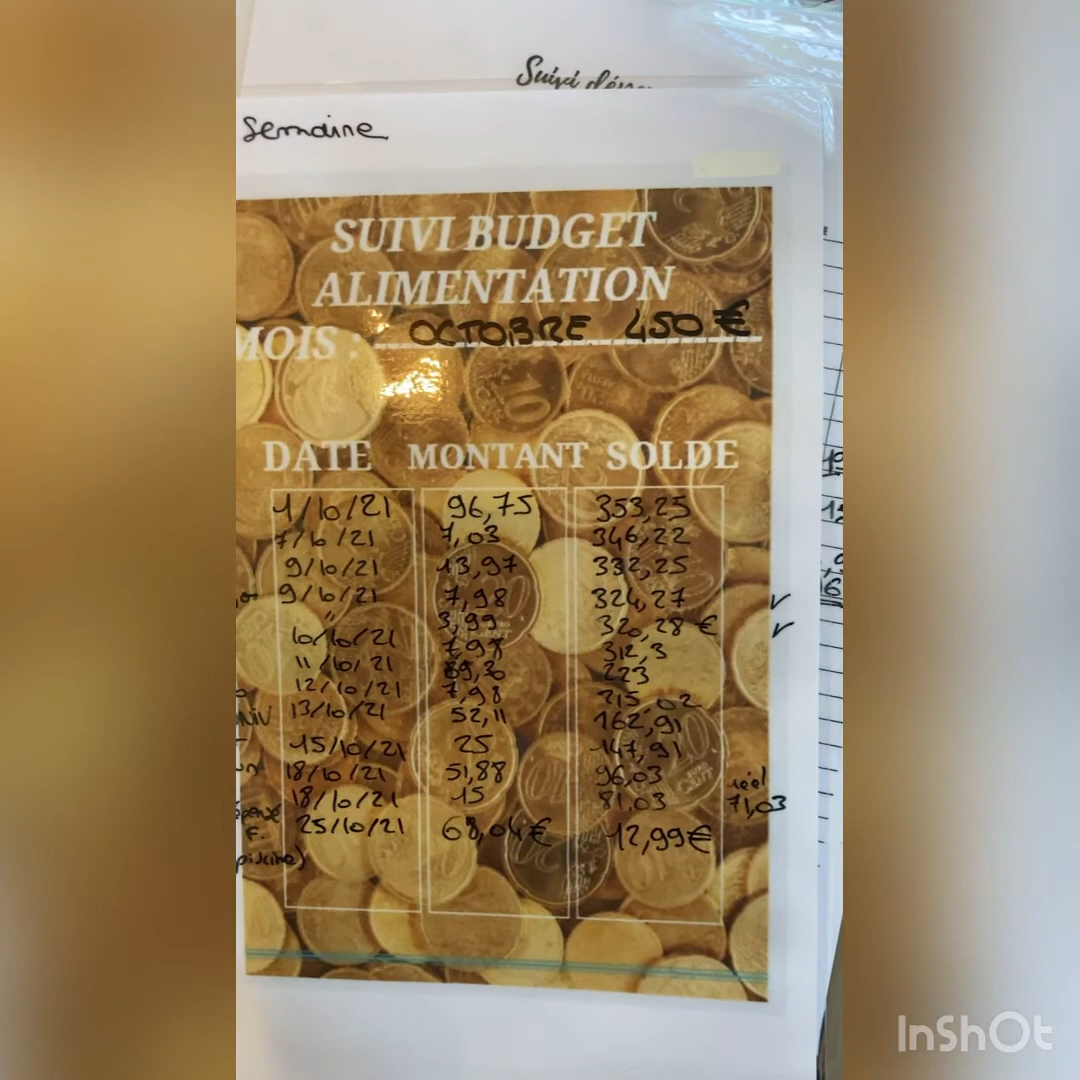 Suivi
semaine
SUIVI BUDGET
ALIMENTATION
MOIS : OCTOBRE 450 €
DATE MONTANT SOLDE
1/10/21 96,75 353,25
7/10/21 7,03 346,22
9/10/21 13,97 332,25
9/10/21 7,98 324,27
" 3,99 320,28 €
10/10/21 7,98 312,3
11/10/21 89,30 223
12/10/21 7,98 215,02
13/10/21 52,11 162,91
15/10/21 25 147,91
18/10/21 51,88 96,03
réel
18/10/21 15 81,03 71,03
F. 25/10/21 68,04€ 12,99€
piscine)
InShOt